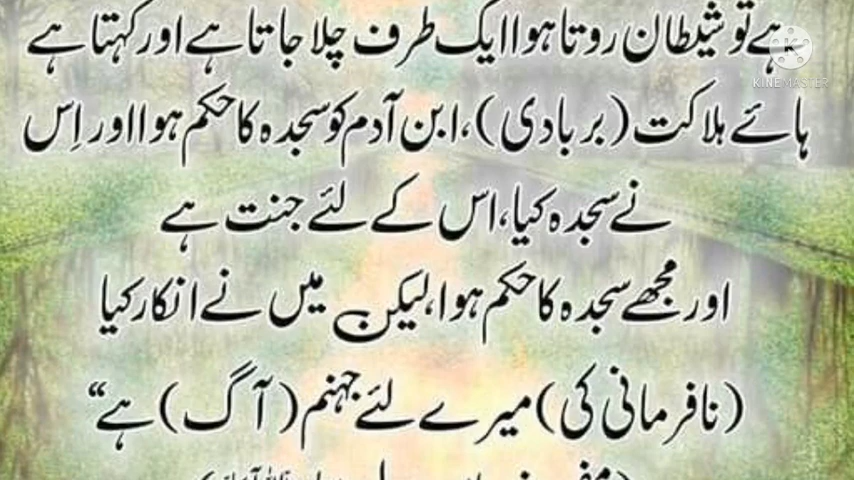 ہے تو شیطان روتا ہوا ایک طرف چلا جاتا ہے اور کہتا ہے
KINEMASTER
ہائے ہلاکت (بربادی)، ابن آدم کو سجدہ کا حکم ہوا اور اِس
نے سجدہ کیا، اس کے لئے جنت ہے
اور مجھے سجدہ کا حکم ہوا، لیکن میں نے انکار کیا
(نافرمانی کی) میرے لئے جہنم (آگ) ہے“